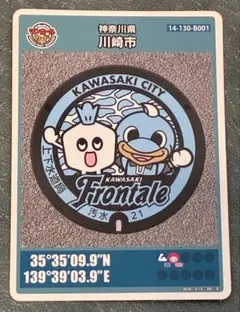 神奈川県
川崎市
14-130-B001
KAWASAKI CITY
上下水道局
KAWASAKI
Frontale
汚水 21
35°35'09.9"N
139°39'03.9"E